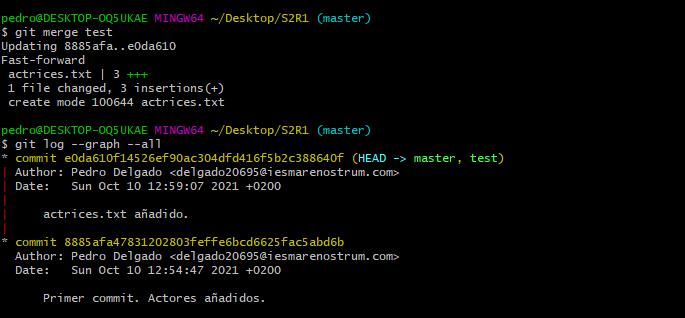 pedro@DESKTOP-OQ5UKAE MINGW64 ~/Desktop/S2R1 (master)
$ git merge test
Updating 8885afa..e0da610
Fast-forward
 actrices.txt | 3 +++
 1 file changed, 3 insertions(+)
 create mode 100644 actrices.txt

pedro@DESKTOP-OQ5UKAE MINGW64 ~/Desktop/S2R1 (master)
$ git log --graph --all
* commit e0da610f14526ef90ac304dfd416f5b2c388640f (HEAD -> master, test)
| Author: Pedro Delgado <delgado20695@iesmarenostrum.com>
| Date:   Sun Oct 10 12:59:07 2021 +0200
|
|     actrices.txt añadido.
|
* commit 8885afa47831202803feffe6bcd6625fac5abd6b
  Author: Pedro Delgado <delgado20695@iesmarenostrum.com>
  Date:   Sun Oct 10 12:54:47 2021 +0200

      Primer commit. Actores añadidos.